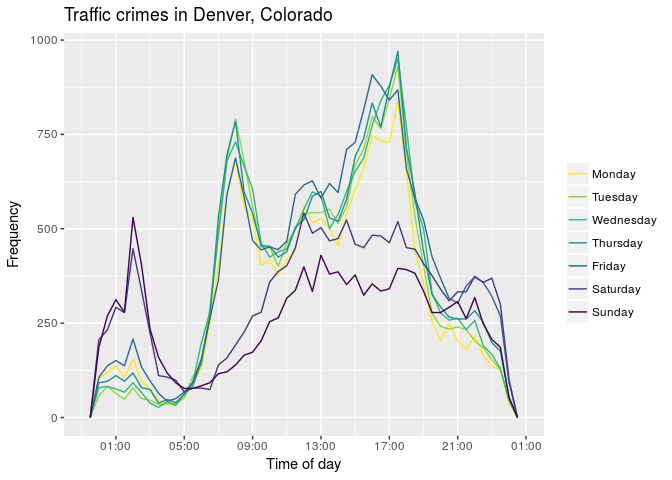 Traffic crimes in Denver, Colorado
1000
750
500
250
0
Frequency
01:00 05:00 09:00 13:00 17:00 21:00 01:00
Time of day
Monday
Tuesday
Wednesday
Thursday
Friday
Saturday
Sunday